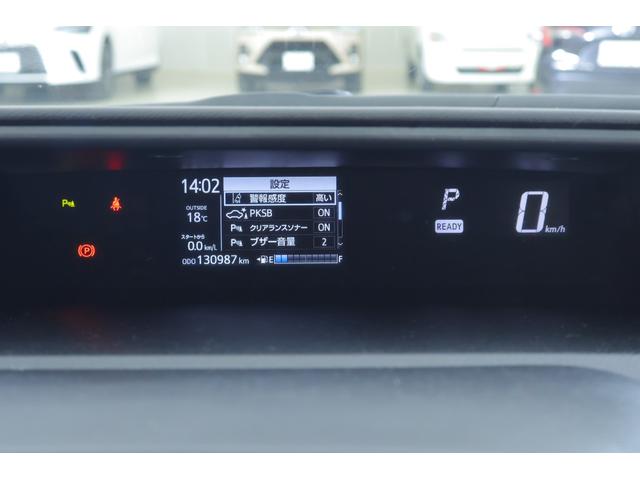 14:02
設定
警報感度 高い
OUTSIDE
18℃
PKSB ON
クリアランスソナー ON
スタートから
0.0 km/L
ブザー音量 2
ODO 130987 km
E F
P
READY
0 km/h
P